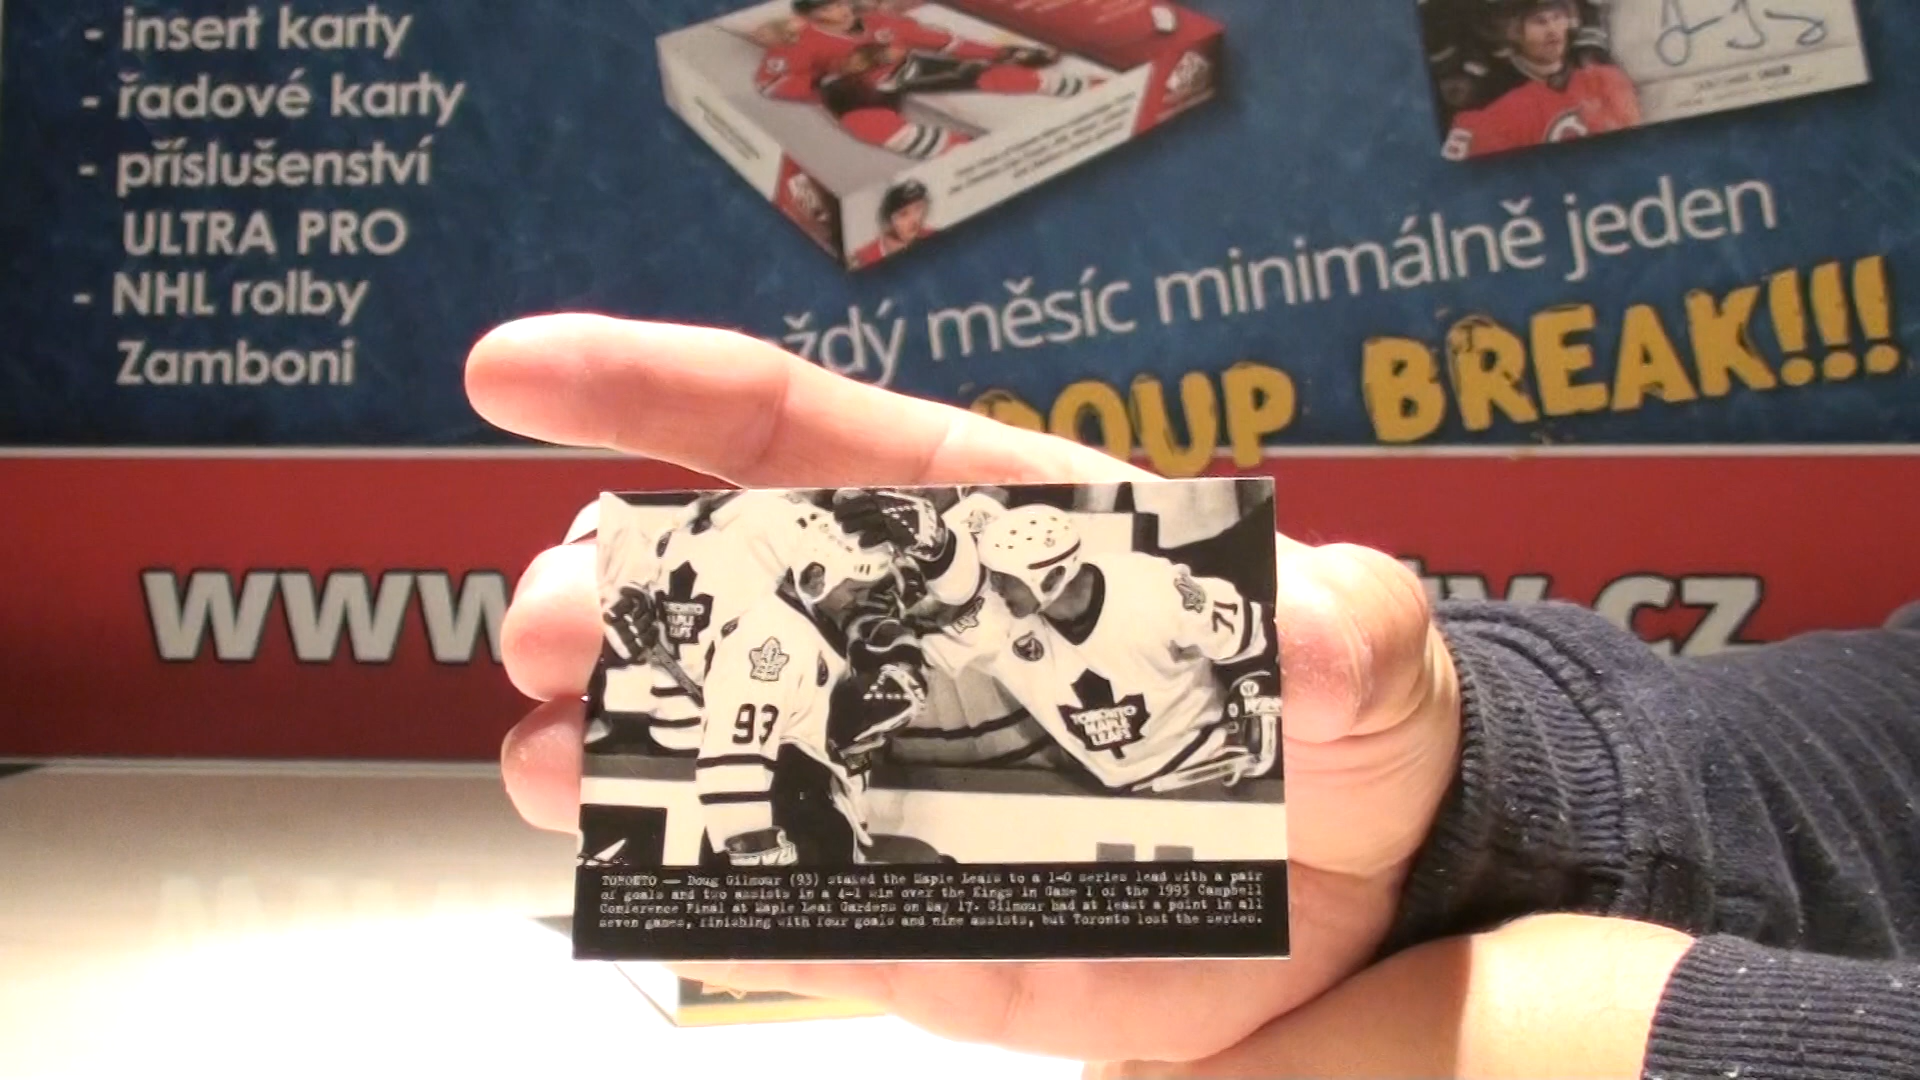 - insert karty
- řadové karty
- příslušenství
ULTRA PRO
- NHL rolby
Zamboni
ždý měsíc minimálně jeden
OUP BREAK!!!
www.
ty.cz
TORONTO
MAPLE
LEAFS
93
71
TORONTO
MAPLE
LEAFS
TORONTO — Doug Gilmour (93) staked the Maple Leafs to a 1-0 series lead with a pair
of goals and two assists in a 4-1 win over the Kings in Game 1 of the 1993 Campbell
Conference Final at Maple Leaf Gardens on May 17. Gilmour had at least a point in all
seven games, finishing with four goals and nine assists, but Toronto lost the series.